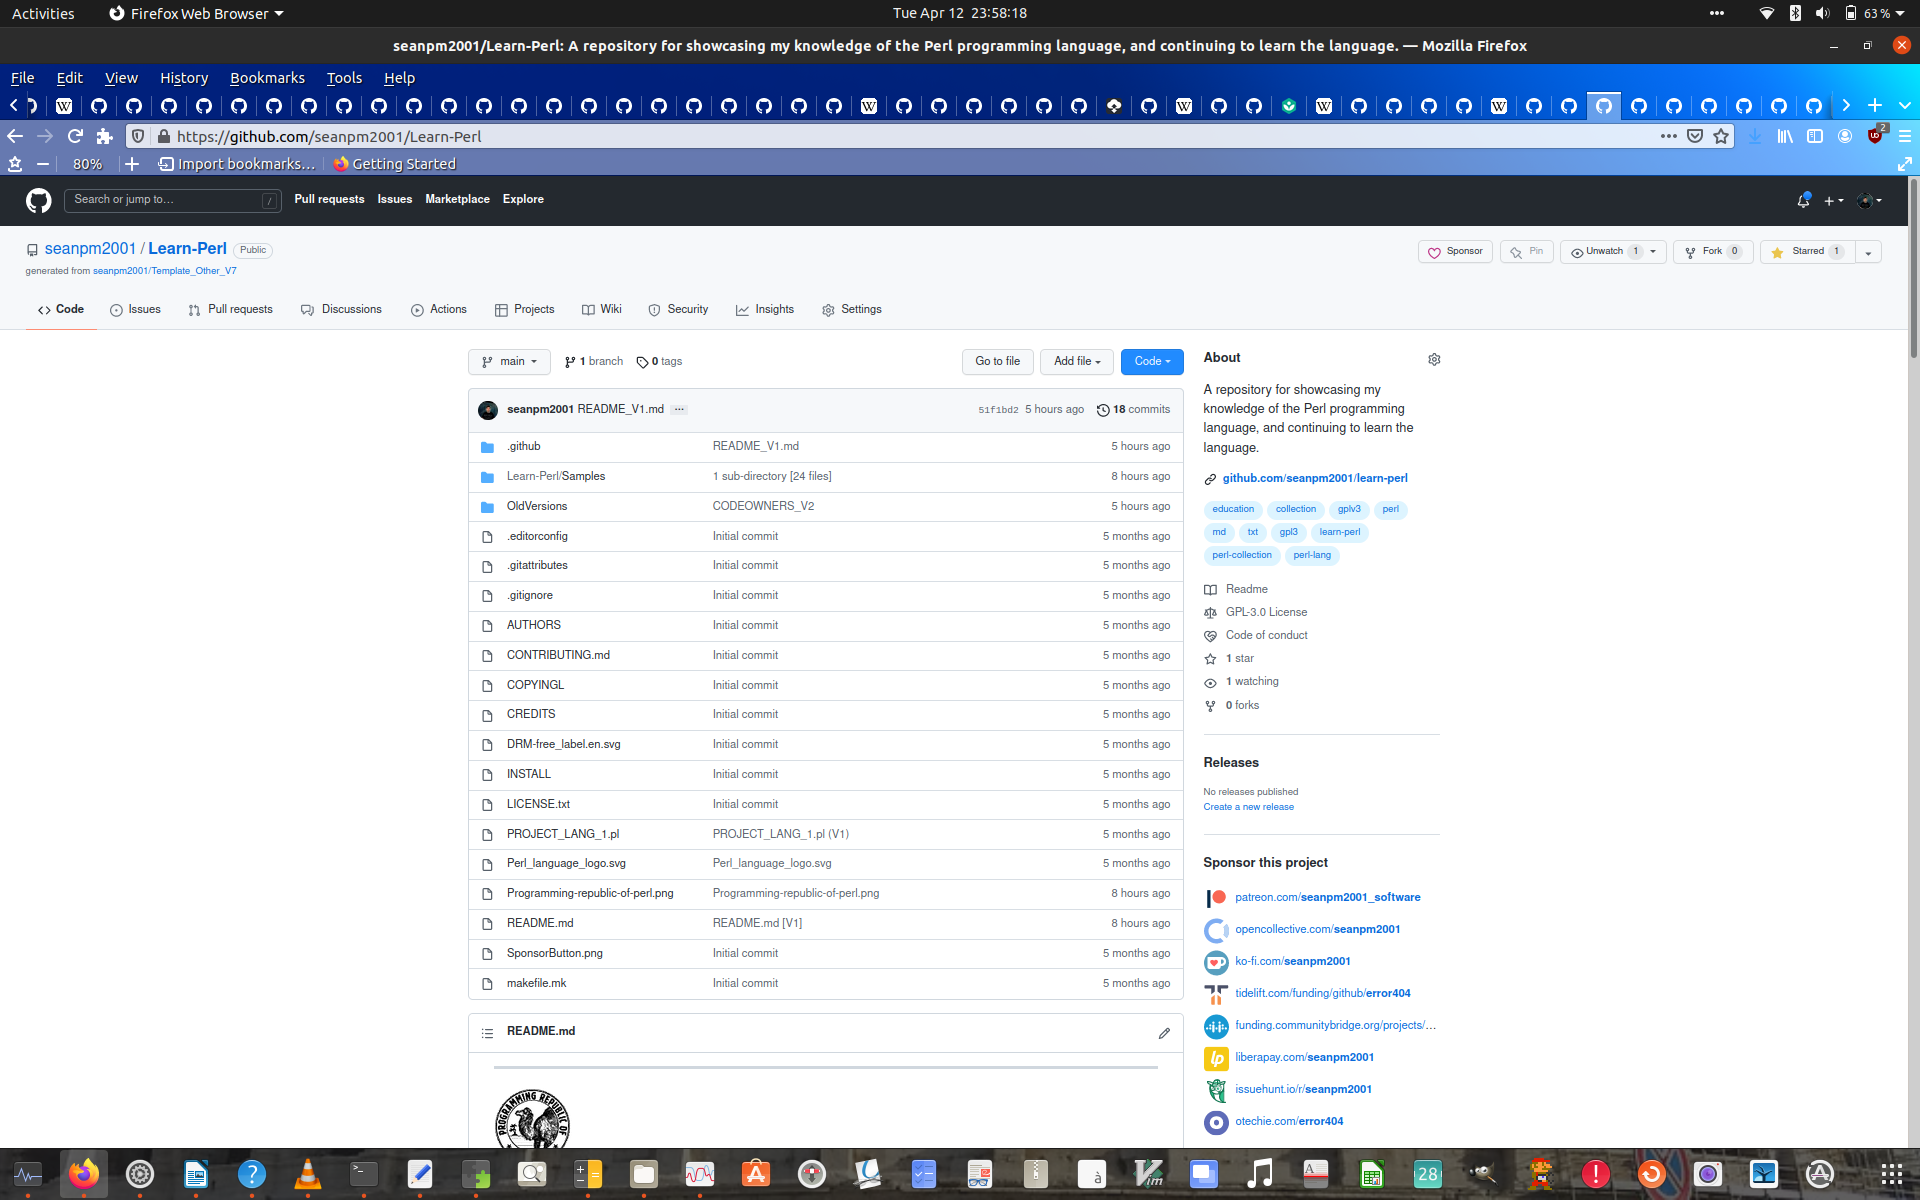 Activities
Firefox Web Browser
Tue Apr 12 23:58:18
63 %
seanpm2001/Learn-Perl: A repository for showcasing my knowledge of the Perl programming language, and continuing to learn the language. — Mozilla Firefox
File Edit View History Bookmarks Tools Help
https://github.com/seanpm2001/Learn-Perl
2
80%
Import bookmarks...
Getting Started
Search or jump to...
/
Pull requests Issues Marketplace Explore
seanpm2001 / Learn-Perl Public
generated from seanpm2001/Template_Other_V7
Sponsor
Pin
Unwatch 1
Fork 0
Starred 1
Code Issues Pull requests Discussions Actions Projects Wiki Security Insights Settings
main
1 branch
0 tags
Go to file
Add file
Code
seanpm2001 README_V1.md
51f1bd2 5 hours ago
18 commits
.github README_V1.md 5 hours ago
Learn-Perl/Samples 1 sub-directory [24 files] 8 hours ago
OldVersions CODEOWNERS_V2 5 hours ago
.editorconfig Initial commit 5 months ago
.gitattributes Initial commit 5 months ago
.gitignore Initial commit 5 months ago
AUTHORS Initial commit 5 months ago
CONTRIBUTING.md Initial commit 5 months ago
COPYINGL Initial commit 5 months ago
CREDITS Initial commit 5 months ago
DRM-free_label.en.svg Initial commit 5 months ago
INSTALL Initial commit 5 months ago
LICENSE.txt Initial commit 5 months ago
PROJECT_LANG_1.pl PROJECT_LANG_1.pl (V1) 5 months ago
Perl_language_logo.svg Perl_language_logo.svg 5 months ago
Programming-republic-of-perl.png Programming-republic-of-perl.png 8 hours ago
README.md README.md [V1] 8 hours ago
SponsorButton.png Initial commit 5 months ago
makefile.mk Initial commit 5 months ago
README.md
PROGRAMMING REPUBLIC OF
About
A repository for showcasing my
knowledge of the Perl programming
language, and continuing to learn the
language.
github.com/seanpm2001/learn-perl
education collection gplv3 perl
md txt gpl3 learn-perl
perl-collection perl-lang
Readme
GPL-3.0 License
Code of conduct
1 star
1 watching
0 forks
Releases
No releases published
Create a new release
Sponsor this project
patreon.com/seanpm2001_software
opencollective.com/seanpm2001
ko-fi.com/seanpm2001
tidelift.com/funding/github/error404
funding.communitybridge.org/projects/...
liberapay.com/seanpm2001
issuehunt.io/r/seanpm2001
otechie.com/error404
28